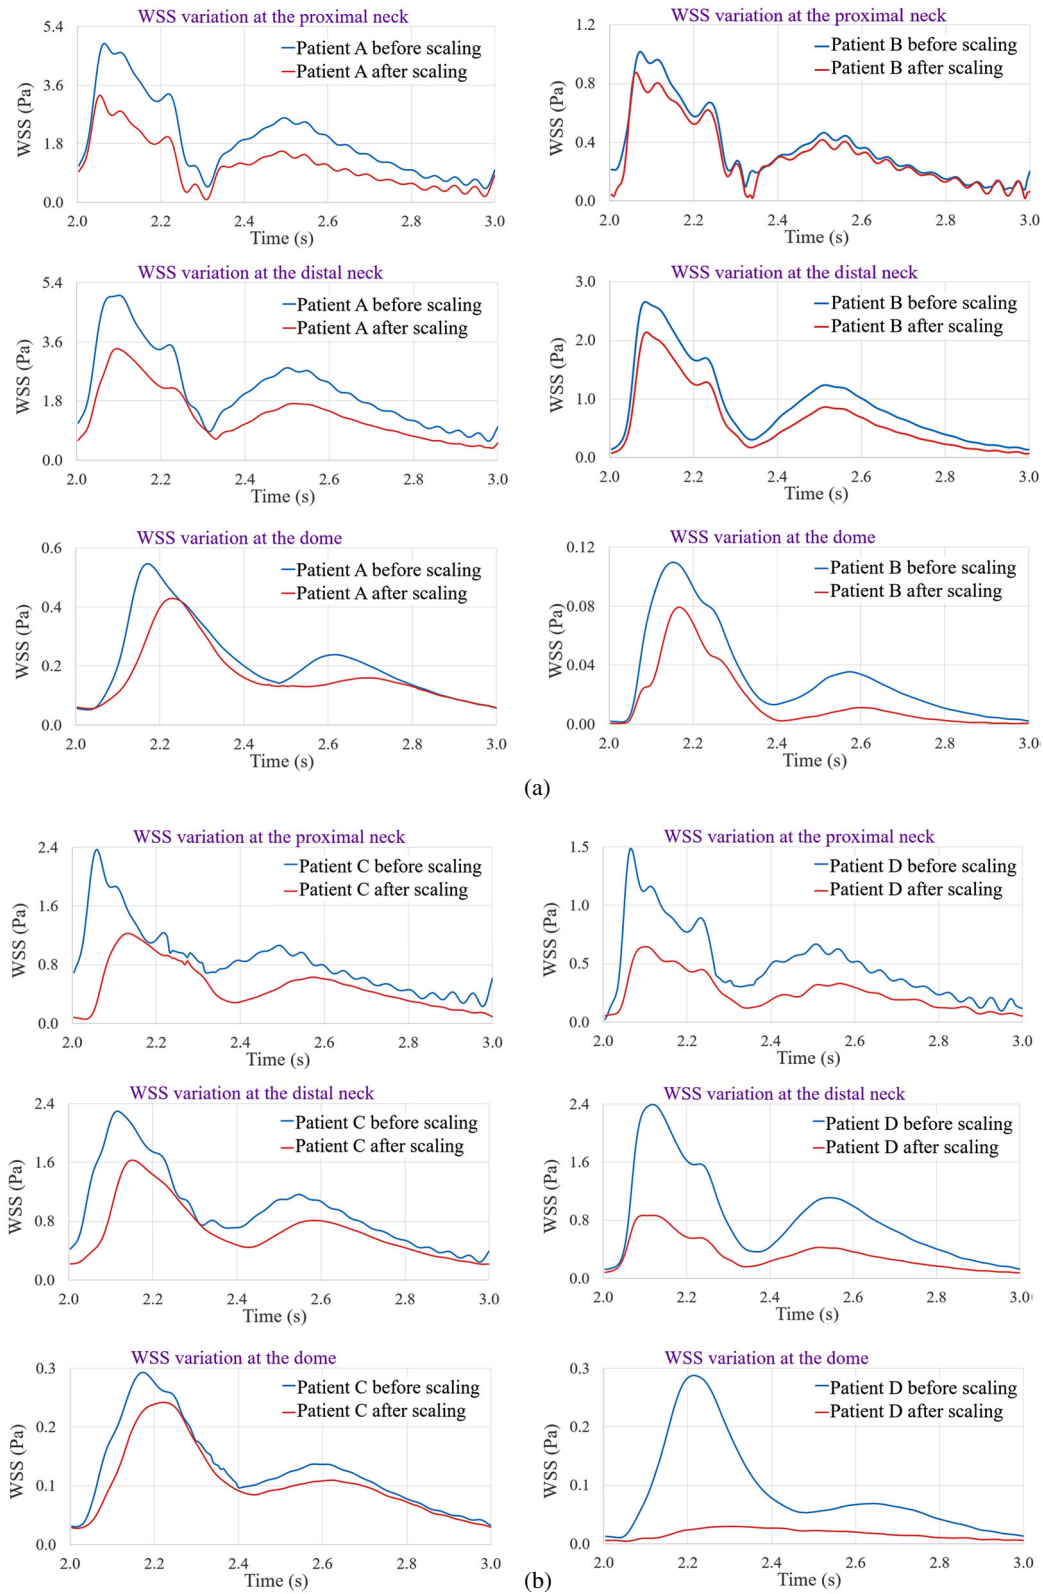 WSS variation at the proximal neck
5.4
3.6
1.8
0.0
WSS (Pa)
Patient A before scaling
Patient A after scaling
2.0 2.2 2.4 2.6 2.8 3.0
Time (s)
WSS variation at the proximal neck
1.2
0.8
0.4
0.0
WSS (Pa)
Patient B before scaling
Patient B after scaling
2.0 2.2 2.4 2.6 2.8 3.0
Time (s)
WSS variation at the distal neck
5.4
3.6
1.8
0.0
WSS (Pa)
Patient A before scaling
Patient A after scaling
2.0 2.2 2.4 2.6 2.8 3.0
Time (s)
WSS variation at the distal neck
3.0
2.0
1.0
0.0
WSS (Pa)
Patient B before scaling
Patient B after scaling
2.0 2.2 2.4 2.6 2.8 3.0
Time (s)
WSS variation at the dome
0.6
0.4
0.2
0.0
WSS (Pa)
Patient A before scaling
Patient A after scaling
2.0 2.2 2.4 2.6 2.8 3.0
Time (s)
WSS variation at the dome
0.12
0.08
0.04
0.00
WSS (Pa)
Patient B before scaling
Patient B after scaling
2.0 2.2 2.4 2.6 2.8 3.0
Time (s)
(a)
WSS variation at the proximal neck
2.4
1.6
0.8
0.0
WSS (Pa)
Patient C before scaling
Patient C after scaling
2.0 2.2 2.4 2.6 2.8 3.0
Time (s)
WSS variation at the proximal neck
1.5
1.0
0.5
0.0
WSS (Pa)
Patient D before scaling
Patient D after scaling
2.0 2.2 2.4 2.6 2.8 3.0
Time (s)
WSS variation at the distal neck
2.4
1.6
0.8
0.0
WSS (Pa)
Patient C before scaling
Patient C after scaling
2.0 2.2 2.4 2.6 2.8 3.0
Time (s)
WSS variation at the distal neck
2.4
1.6
0.8
0.0
WSS (Pa)
Patient D before scaling
Patient D after scaling
2.0 2.2 2.4 2.6 2.8 3.0
Time (s)
WSS variation at the dome
0.3
0.2
0.1
0.0
WSS (Pa)
Patient C before scaling
Patient C after scaling
2.0 2.2 2.4 2.6 2.8 3.0
Time (s)
WSS variation at the dome
0.3
0.2
0.1
0.0
WSS (Pa)
Patient D before scaling
Patient D after scaling
2.0 2.2 2.4 2.6 2.8 3.0
Time (s)
(b)